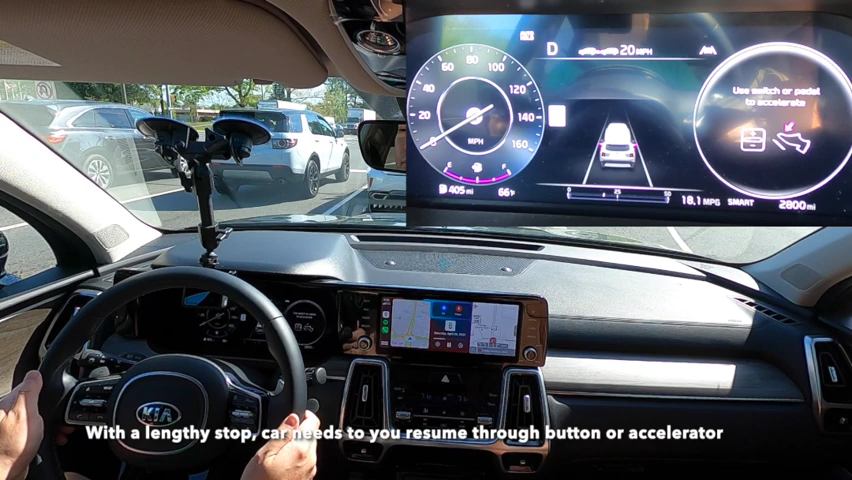 60 80 100
40 120
20 140
0 160
MPH
E F
405 mi 66°F
D 20 MPH
0 25 50
18.1 MPG SMART 2800 mi
Use switch or pedal
to accelerate
KIA
With a lengthy stop, car needs to you resume through button or accelerator